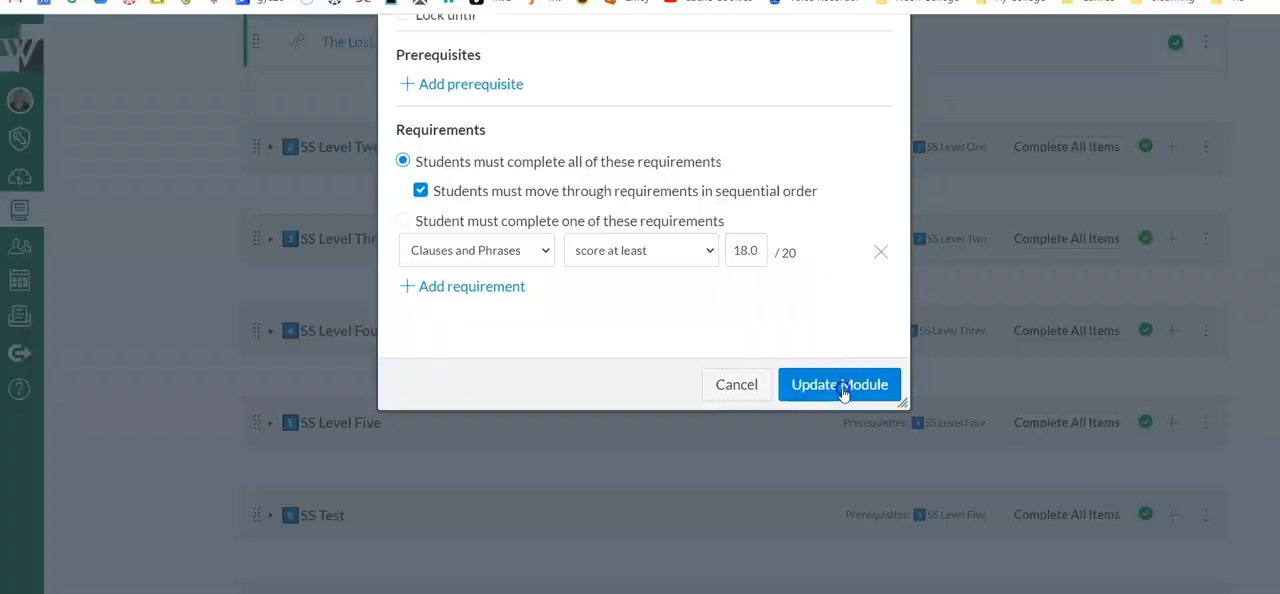 Lock until
The Los
Prerequisites
Add prerequisite
Requirements
Students must complete all of these requirements
Students must move through requirements in sequential order
Student must complete one of these requirements
Clauses and Phrases score at least 18.0 / 20
Add requirement
Cancel Update Module
SS Level Two SS Level One Complete All Items
SS Level Thr SS Level Two Complete All Items
SS Level Fou SS Level Three Complete All Items
SS Level Five Prerequisites: SS Level Four Complete All Items
SS Test Prerequisites: SS Level Five Complete All Items